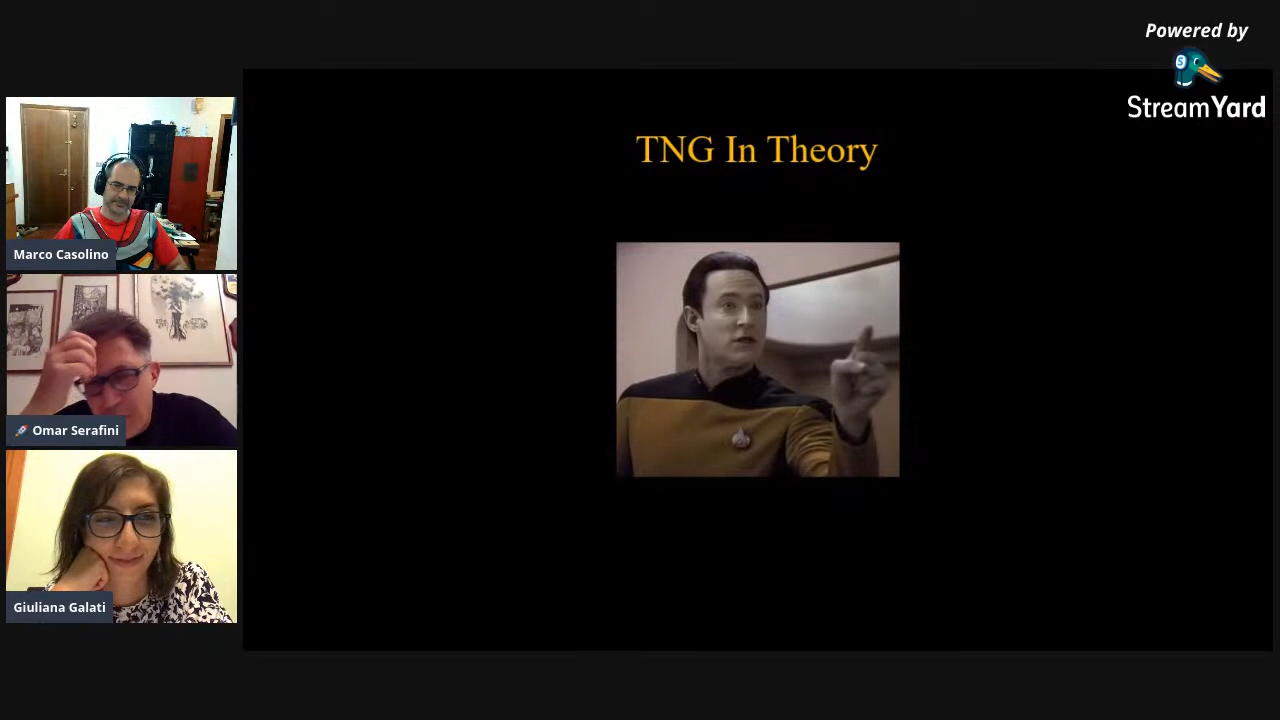 Powered by
StreamYard
TNG In Theory
Marco Casolino
🚀 Omar Serafini
Giuliana Galati